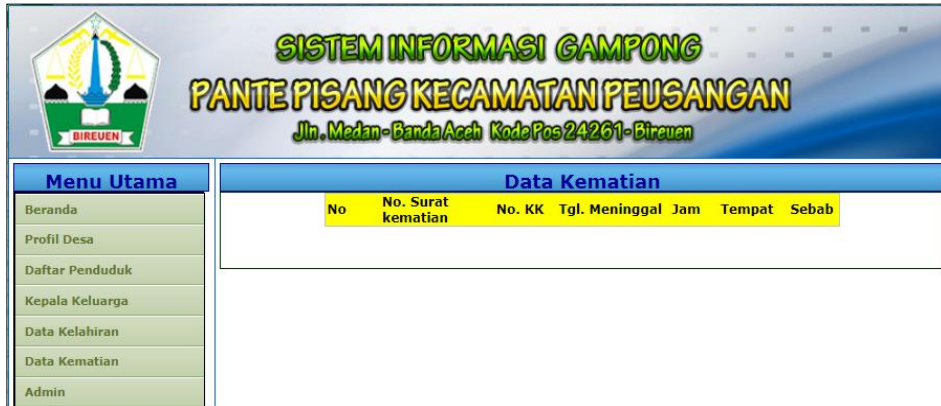 SISTEM INFORMASI GAMPONG
PANTE PISANG KECAMATAN PEUSANGAN
Jln. Medan - Banda Aceh Kode Pos 24261 - Bireuen
BIREUEN
Menu Utama
Beranda
Profil Desa
Daftar Penduduk
Kepala Keluarga
Data Kelahiran
Data Kematian
Admin
Data Kematian
No No. Surat kematian No. KK Tgl. Meninggal Jam Tempat Sebab